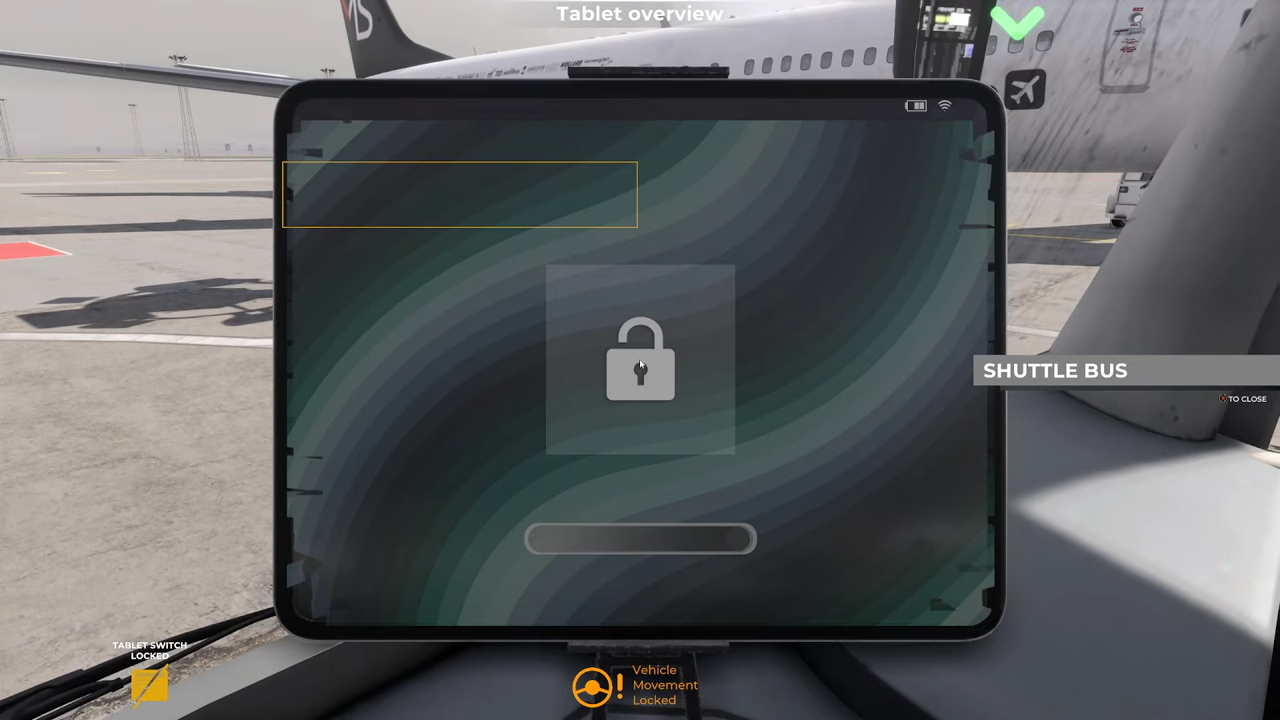 Tablet overview
SHUTTLE BUS
TO CLOSE
TABLET SWITCH
LOCKED
Vehicle
Movement
Locked